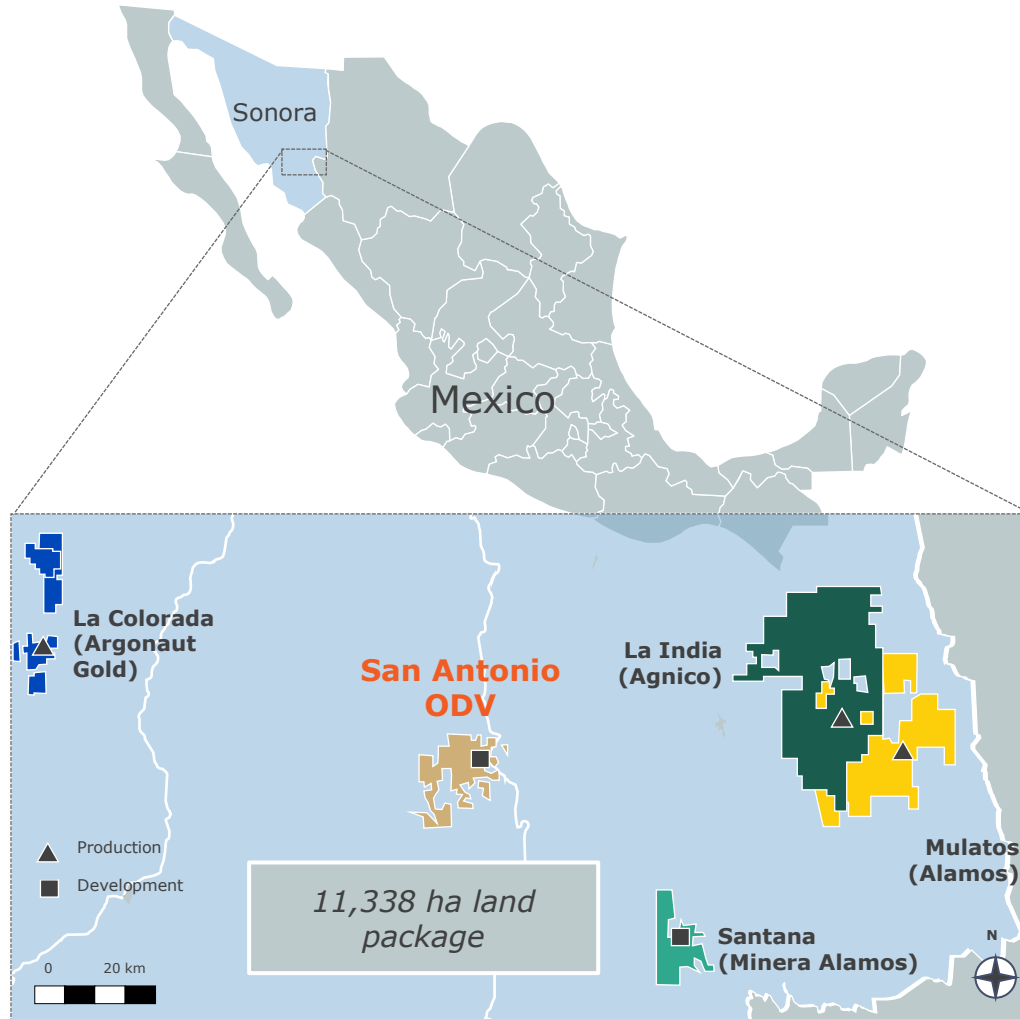 Sonora
Mexico
La Colorada
(Argonaut
Gold)
San Antonio
ODV
La India
(Agnico)
Mulatos
(Alamos)
Production
Development
11,338 ha land
package
Santana
(Minera Alamos)
N
0 20 km